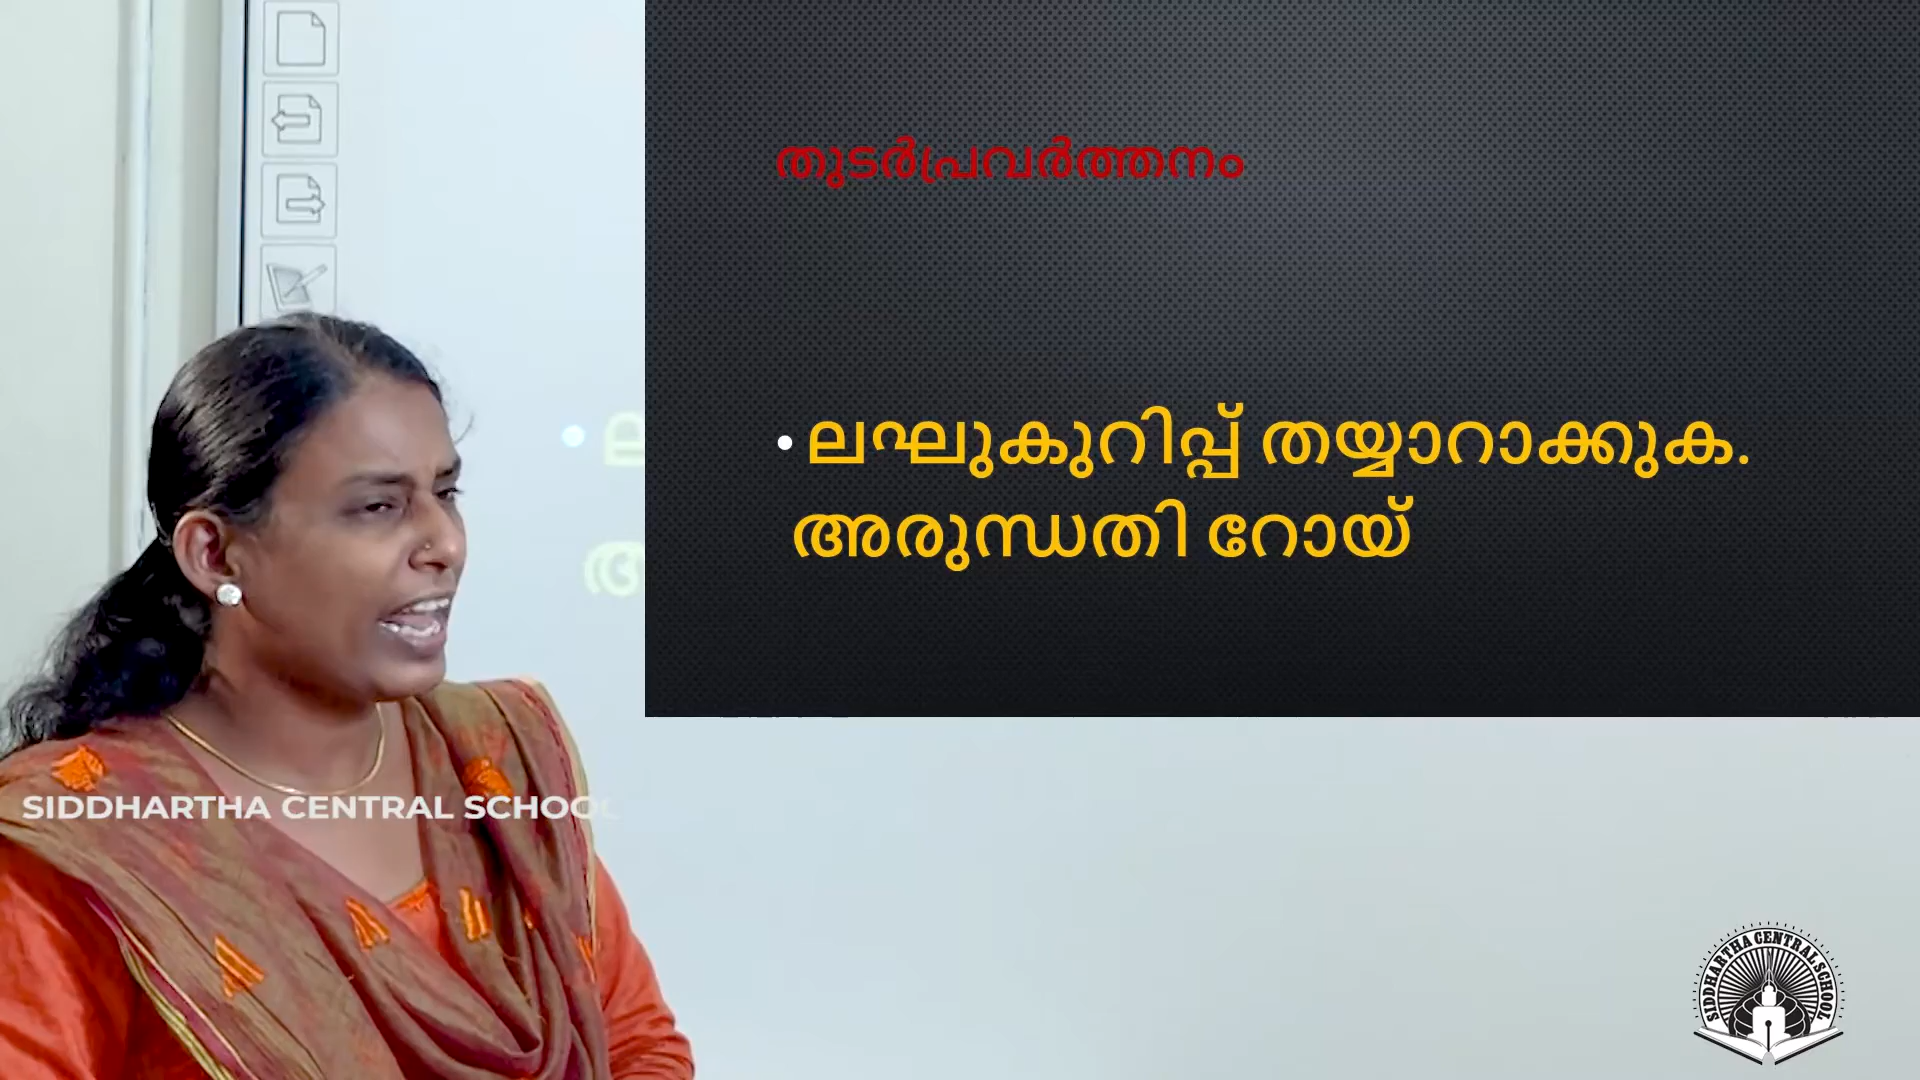 തുടർപ്രവർത്തനം
• ലഘുകുറിപ്പ് തയ്യാറാക്കുക.
അരുന്ധതി റോയ്
SIDDHARTHA CENTRAL SCHOOL
SIDDHARTHA CENTRAL SCHOOL